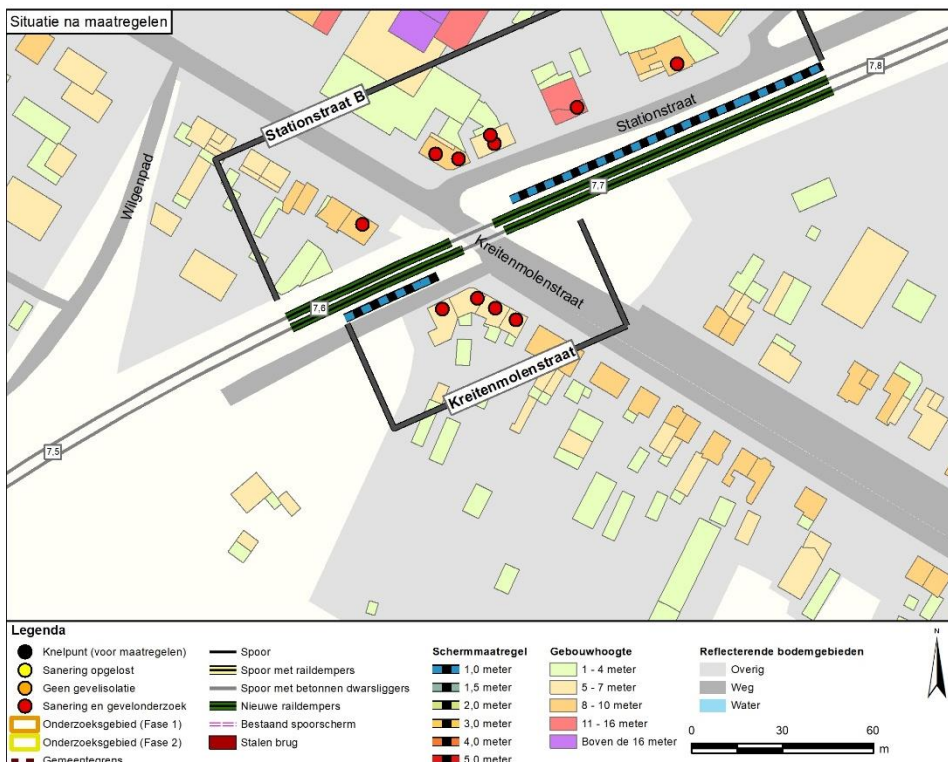 Situatie na maatregelen
7,8
Stationstraat B
Stationstraat
Wilgenpad
7,7
Kreitenmolenstraat
7,6
Kreitenmolenstraat
7,5
Legenda
Knelpunt (voor maatregelen)
Sanering opgelost
Geen gevelisolatie
Sanering en gevelonderzoek
Onderzoeksgebied (Fase 1)
Onderzoeksgebied (Fase 2)
Gemeentegrens
Spoor
Spoor met raildempers
Spoor met betonnen dwarsliggers
Nieuwe raildempers
Bestaand spoorscherm
Stalen brug
Schermmaatregel
1,0 meter
1,5 meter
2,0 meter
3,0 meter
4,0 meter
5,0 meter
Gebouwhoogte
1 - 4 meter
5 - 7 meter
8 - 10 meter
11 - 16 meter
Boven de 16 meter
Reflecterende bodemgebieden
Overig
Weg
Water
N
0 30 60
m